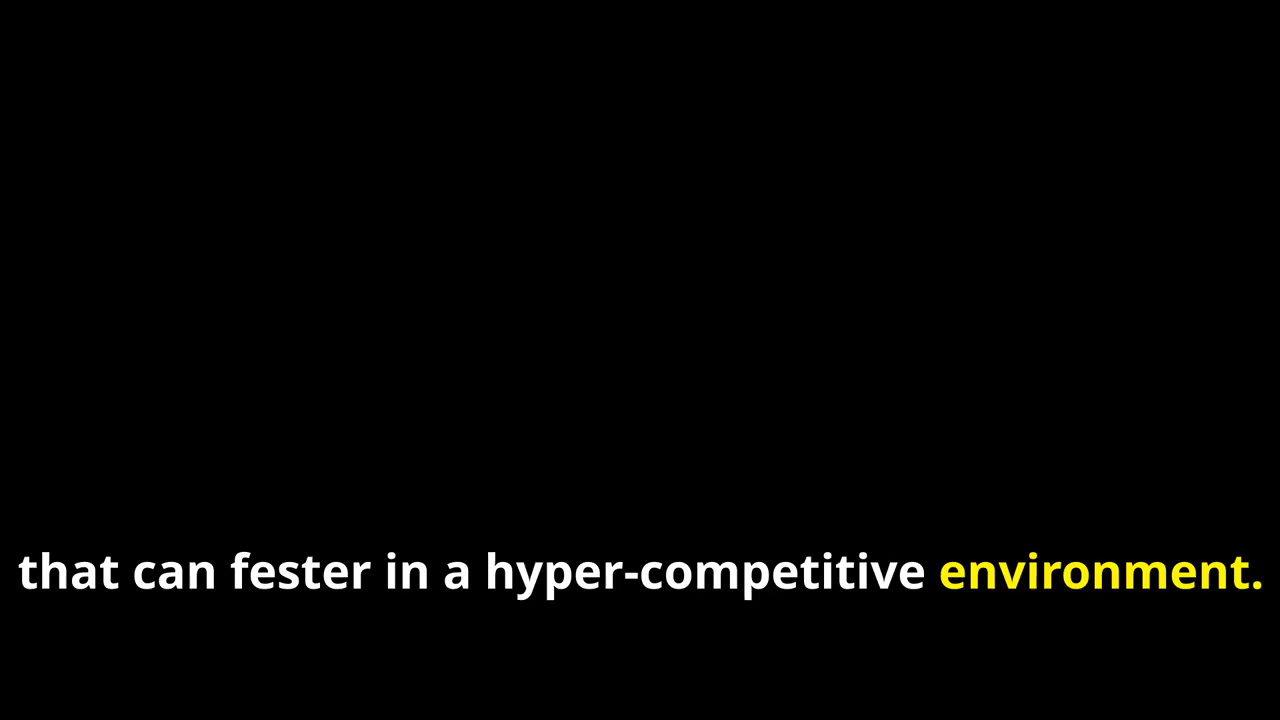 that can fester in a hyper-competitive environment.